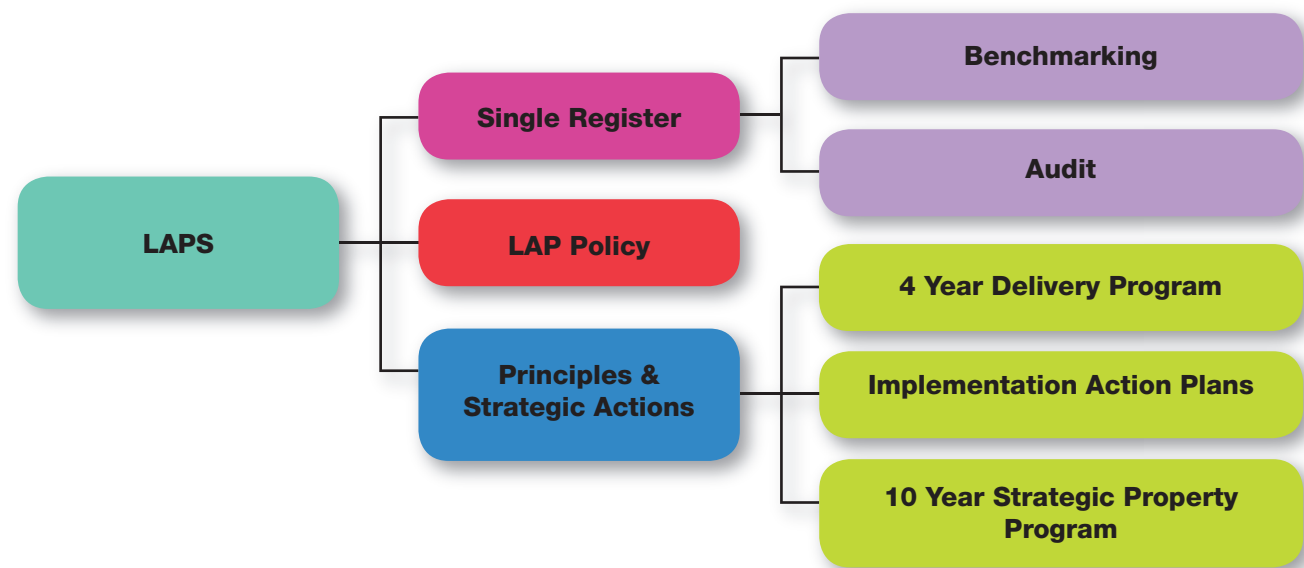 LAPS
Single Register
Benchmarking
Audit
LAP Policy
Principles &
Strategic Actions
4 Year Delivery Program
Implementation Action Plans
10 Year Strategic Property
Program